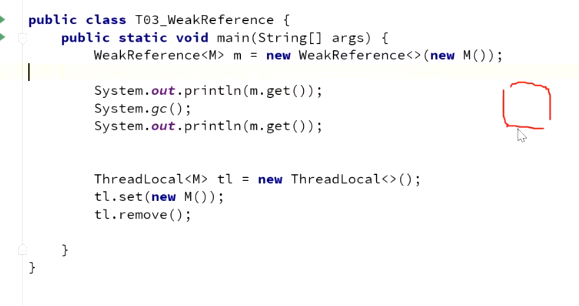 public class T03_WeakReference {
    public static void main(String[] args) {
        WeakReference<M> m = new WeakReference<>(new M());
        System.out.println(m.get());
        System.gc();
        System.out.println(m.get());
        ThreadLocal<M> tl = new ThreadLocal<>();
        tl.set(new M());
        tl.remove();
    }
}